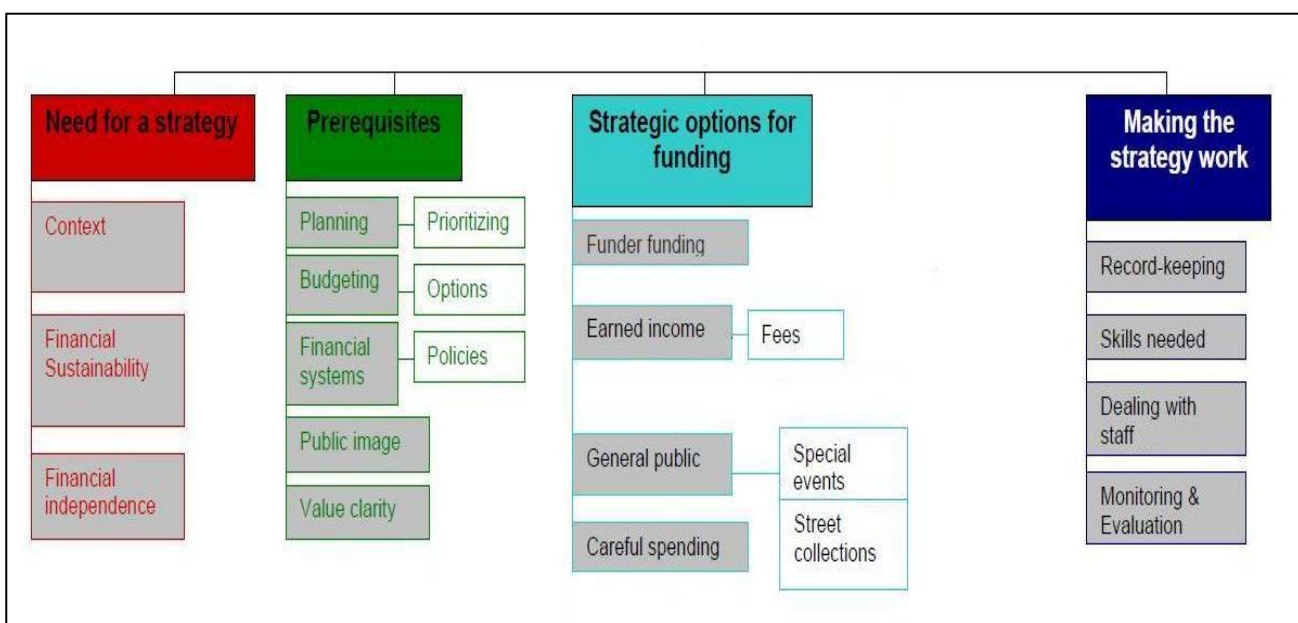 Need for a strategy
Context
Financial
Sustainability
Financial
independence
Prerequisites
Planning
Prioritizing
Budgeting
Options
Financial
systems
Policies
Public image
Value clarity
Strategic options for
funding
Funder funding
Earned income
Fees
General public
Special
events
Street
collections
Careful spending
Making the
strategy work
Record-keeping
Skills needed
Dealing with
staff
Monitoring &
Evaluation